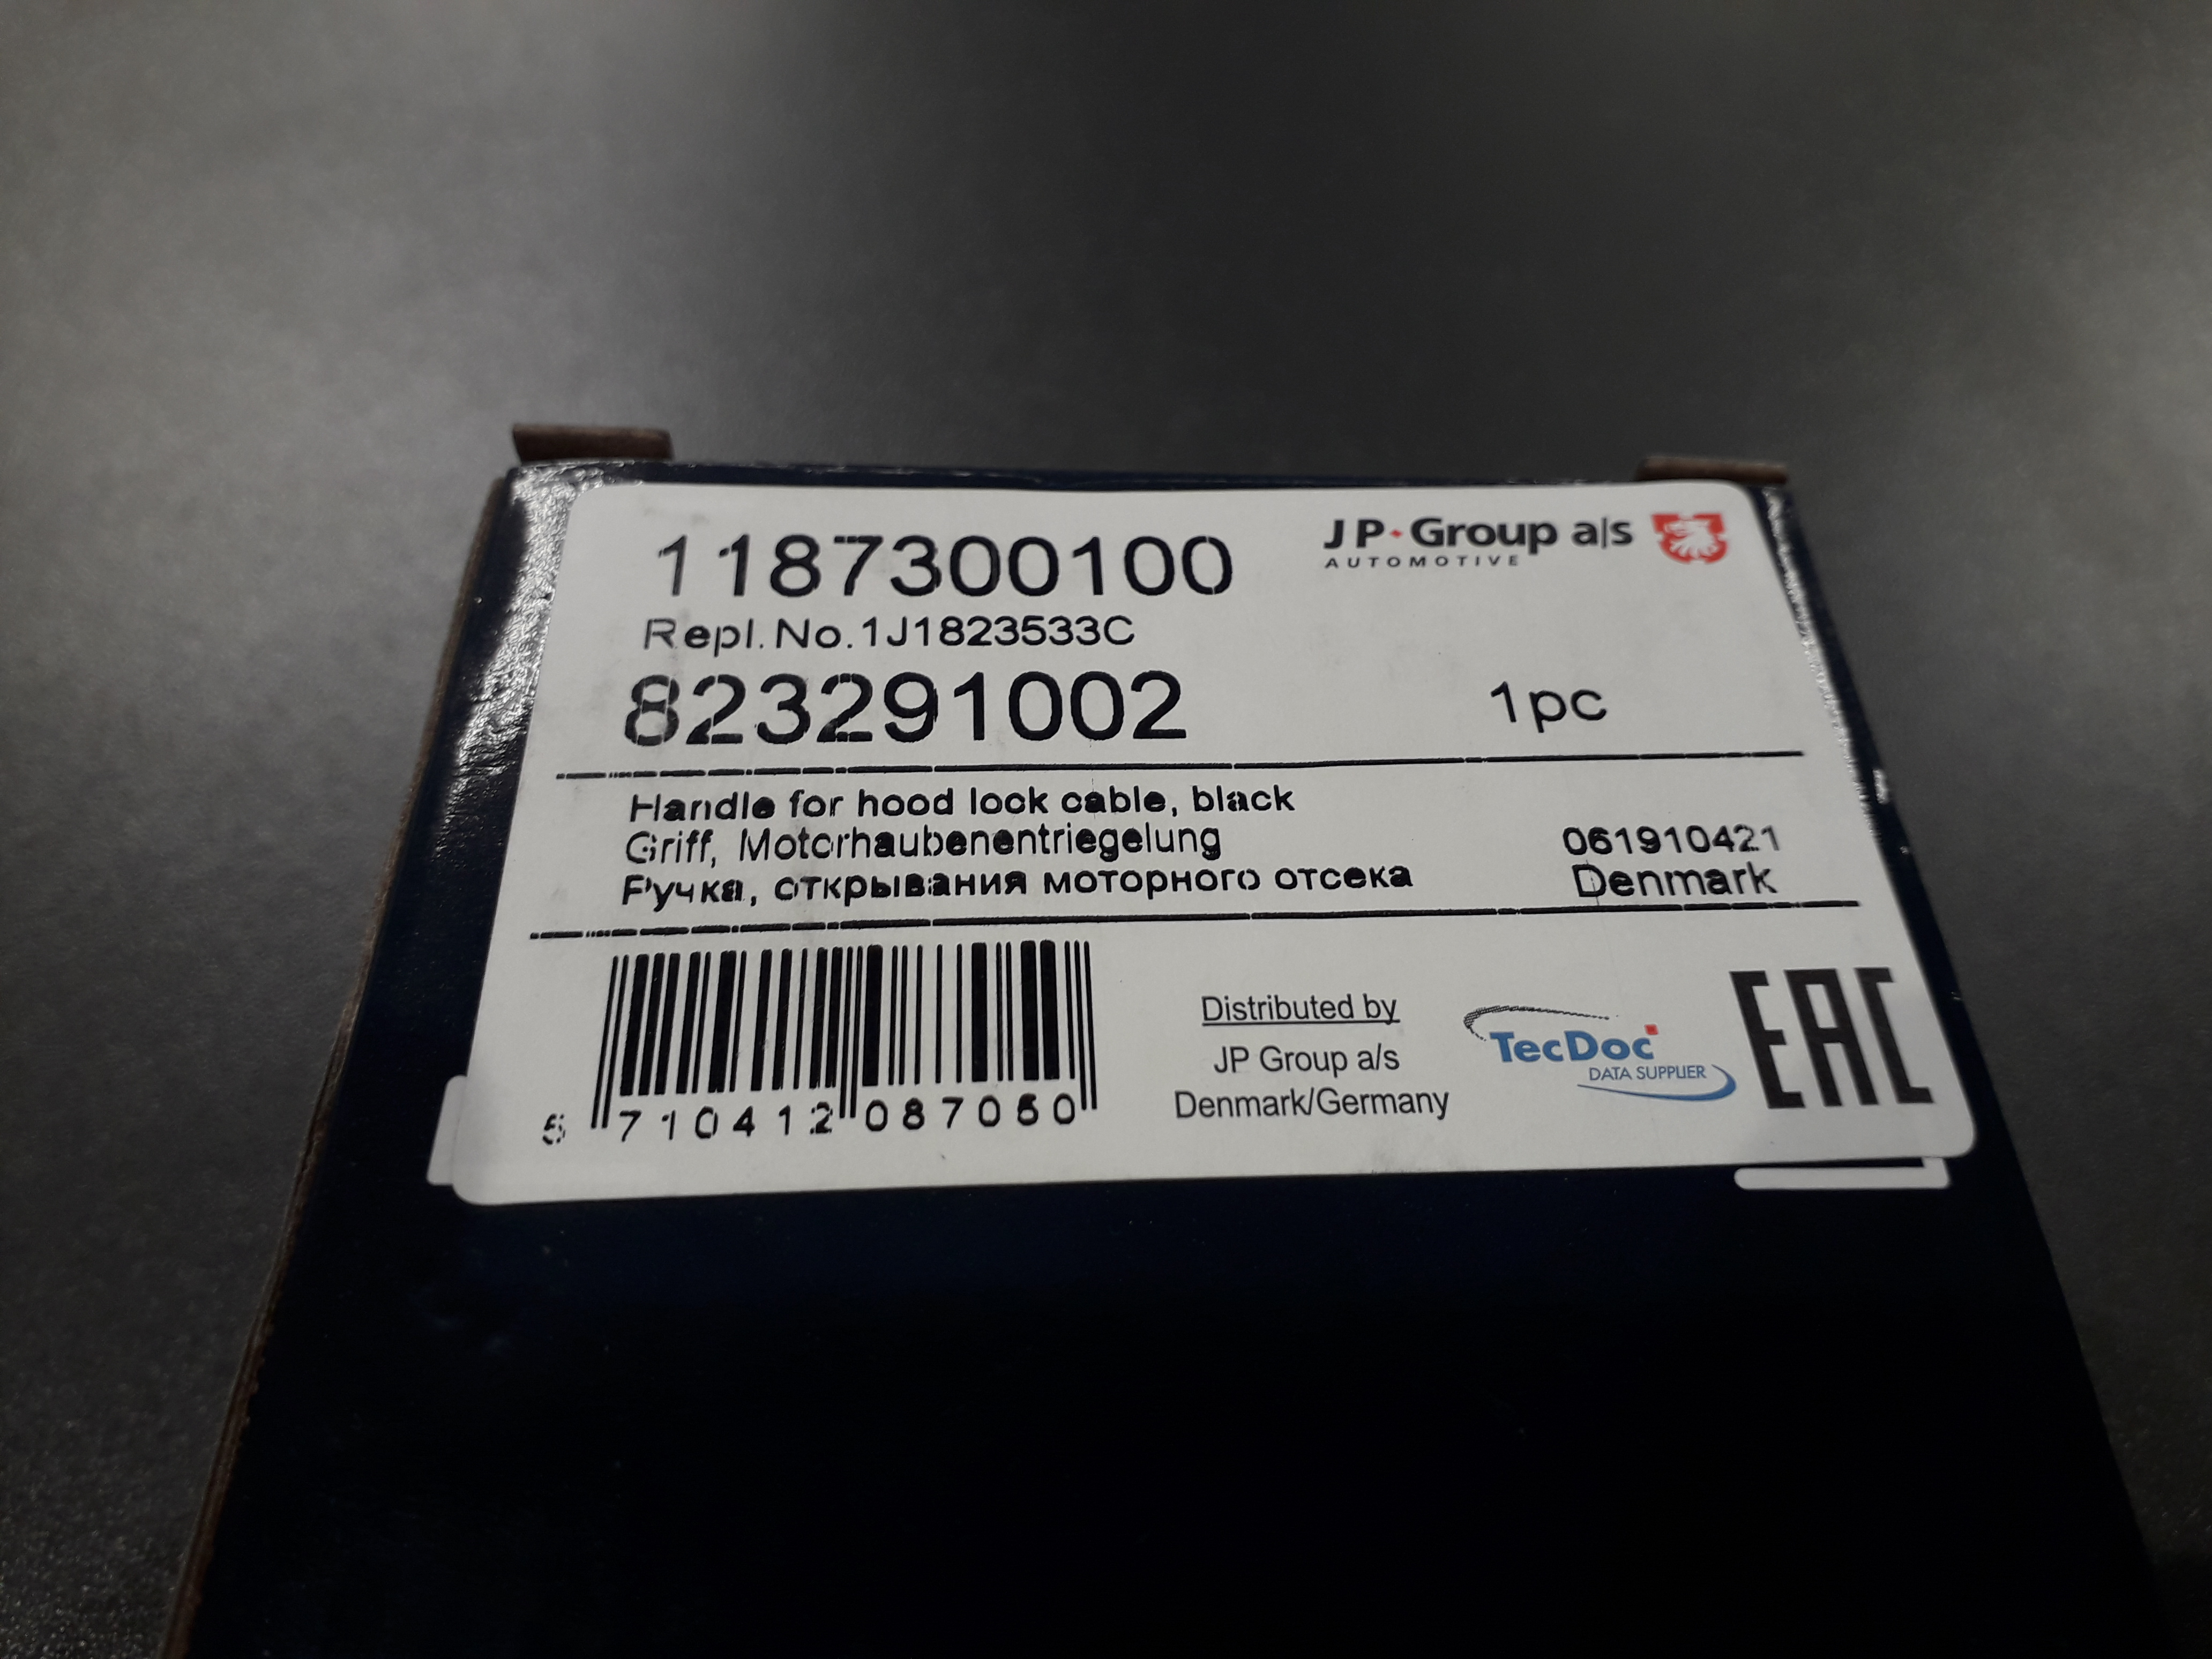 1187300100
JP Group a/s
AUTOMOTIVE
Repl.No.1J1823533C
823291002
1pc
Handle for hood lock cable, black
Griff, Motorhaubenentriegelung
061910421
Ручка, открывания моторного отсека
Denmark
5 710412 087050
Distributed by
JP Group a/s
Denmark/Germany
TecDoc
DATA SUPPLIER
EAC